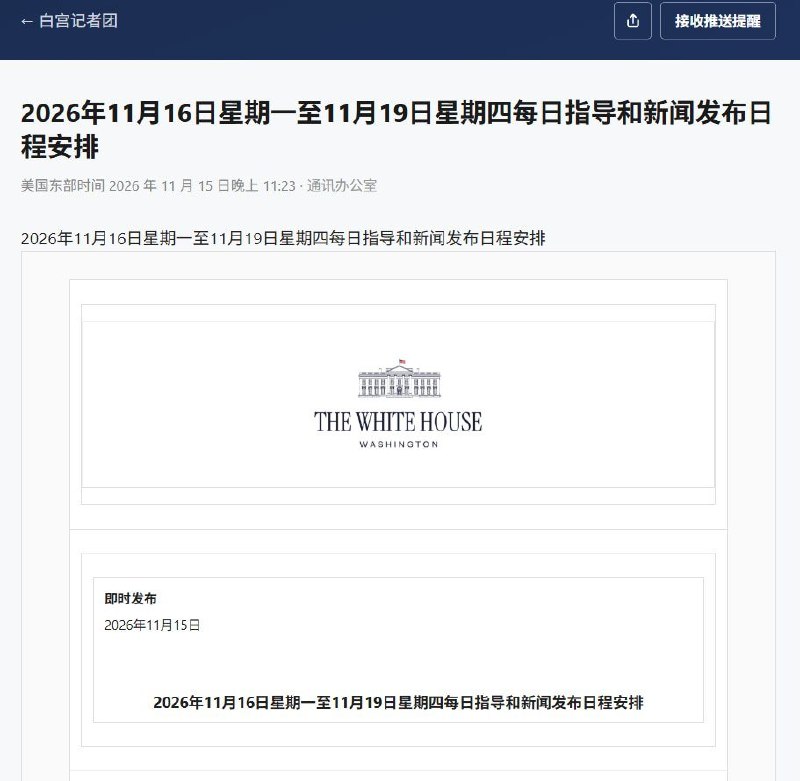 ← 白宫记者团
接收推送提醒
2026年11月16日星期一至11月19日星期四每日指导和新闻发布日
程安排
美国东部时间 2026 年 11 月 15 日晚上 11:23 · 通讯办公室
2026年11月16日星期一至11月19日星期四每日指导和新闻发布日程安排
THE WHITE HOUSE
WASHINGTON
即时发布
2026年11月15日
2026年11月16日星期一至11月19日星期四每日指导和新闻发布日程安排